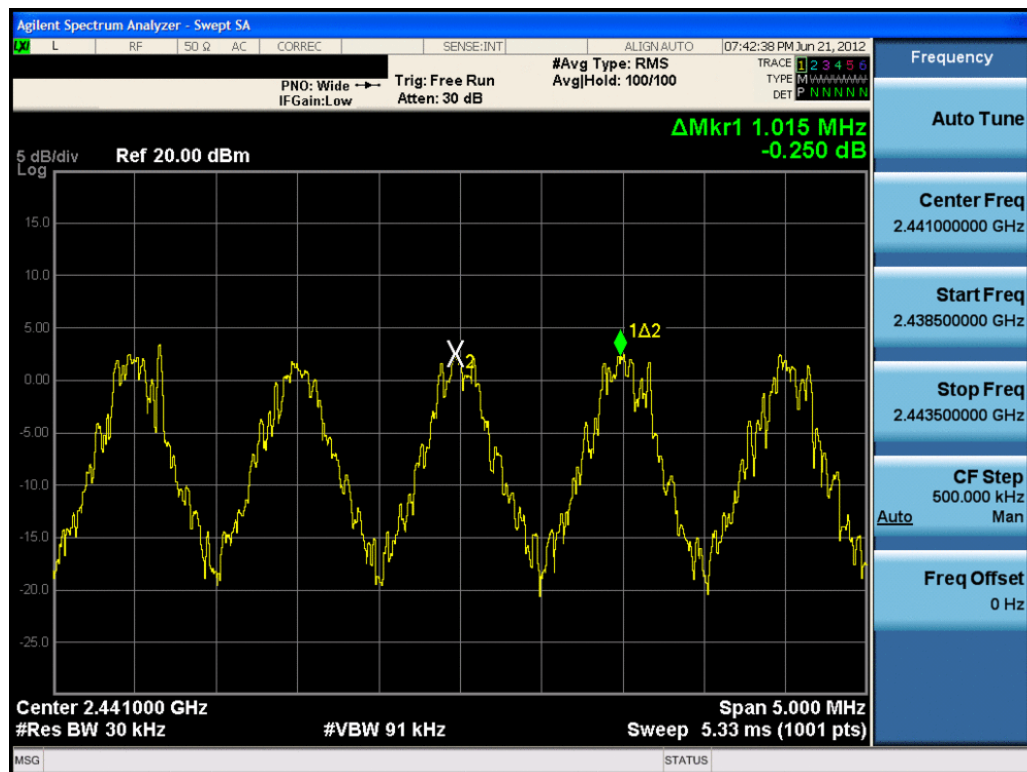 Agilent Spectrum Analyzer - Swept SA
LXI L RF 50 Ω AC CORREC SENSE:INT ALIGN AUTO 07:42:38 PM Jun 21, 2012
PNO: Wide
IFGain:Low
Trig: Free Run
Atten: 30 dB
#Avg Type: RMS
Avg|Hold: 100/100
TRACE 1 2 3 4 5 6
TYPE M
DET P N N N N N
ΔMkr1 1.015 MHz
-0.250 dB
5 dB/div Ref 20.00 dBm
Log
15.0
10.0
5.00
0.00
-5.00
-10.0
-15.0
-20.0
-25.0
X2
1Δ2
Center 2.441000 GHz Span 5.000 MHz
#Res BW 30 kHz #VBW 91 kHz Sweep 5.33 ms (1001 pts)
MSG STATUS
Frequency
Auto Tune
Center Freq
2.441000000 GHz
Start Freq
2.438500000 GHz
Stop Freq
2.443500000 GHz
CF Step
500.000 kHz
Auto Man
Freq Offset
0 Hz